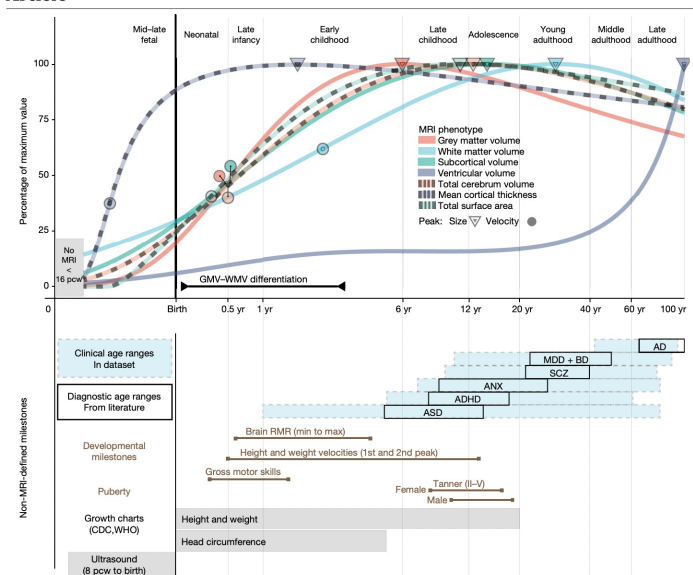 Mid–late
fetal
Neonatal
Late
infancy
Early
childhood
Late
childhood
Adolescence
Young
adulthood
Middle
adulthood
Late
adulthood
Percentage of maximum value
100
75
50
25
0
No
MRI
<
16 pcw
MRI phenotype
Grey matter volume
White matter volume
Subcortical volume
Ventricular volume
Total cerebrum volume
Mean cortical thickness
Total surface area
Peak: Size Velocity
GMV–WMV differentiation
0 Birth 0.5 yr 1 yr 6 yr 12 yr 20 yr 40 yr 60 yr 100 yr
Non-MRI-defined milestones
Clinical age ranges
In dataset
Diagnostic age ranges
From literature
AD
MDD + BD
SCZ
ANX
ADHD
ASD
Developmental
milestones
Brain RMR (min to max)
Height and weight velocities (1st and 2nd peak)
Gross motor skills
Puberty
Tanner (II–V)
Female
Male
Growth charts
(CDC,WHO)
Height and weight
Head circumference
Ultrasound
(8 pcw to birth)